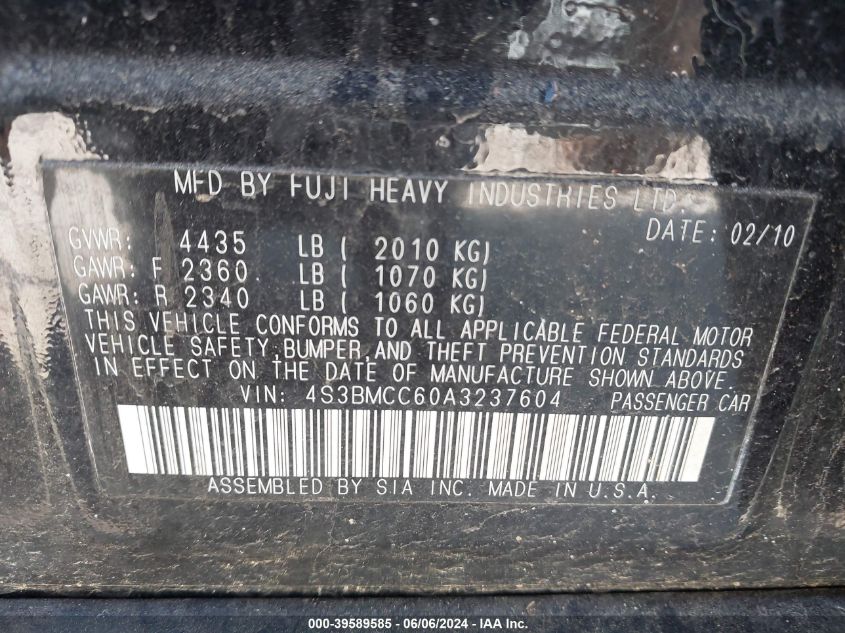 MFD BY FUJI HEAVY INDUSTRIES LTD.
DATE: 02/10
GVWR: 4435 LB ( 2010 KG)
GAWR: F 2360 LB ( 1070 KG)
GAWR: R 2340 LB ( 1060 KG)
THIS VEHICLE CONFORMS TO ALL APPLICABLE FEDERAL MOTOR
VEHICLE SAFETY, BUMPER, AND THEFT PREVENTION STANDARDS
IN EFFECT ON THE DATE OF MANUFACTURE SHOWN ABOVE.
VIN: 4S3BMCC60A3237604 PASSENGER CAR
ASSEMBLED BY SIA INC. MADE IN U.S.A.
000-39589585 - 06/06/2024 - IAA Inc.